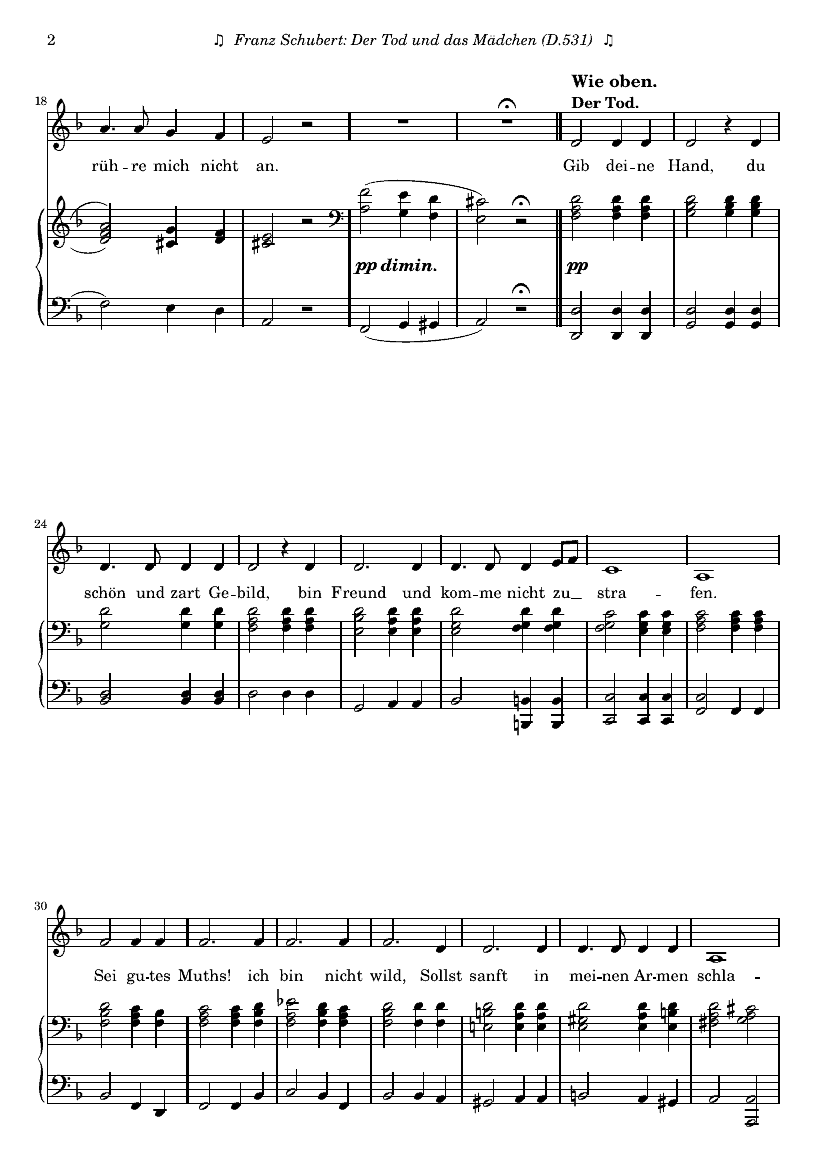 2 ♫ Franz Schubert: Der Tod und das Mädchen (D.531) ♫
Wie oben.
Der Tod.
18
rüh -- re mich nicht an. Gib dei -- ne Hand, du
pp dimin. pp
24
schön und zart Ge -- bild, bin Freund und kom -- me nicht zu _ stra - fen.
30
Sei gu -- tes Muths! ich bin nicht wild, Sollst sanft in mei -- nen Ar -- men schla -